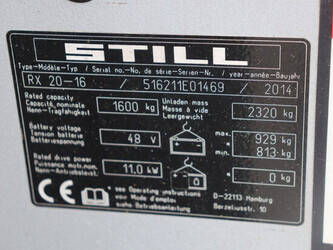 STILL
Type-Modèle-Typ / Serial no.-No. de série-Serien-Nr. / year-année-Baujahr
RX 20-16 / 516211E01469 / 2014
Rated capacity
Capacité nominale
Nenn-Tragfähigkeit
1600 kg
Unladen mass
Masse à vide
Leergewicht
2320 kg
Battery voltage
Tension batterie
Batteriespannung
48 V
max. 929 kg
min. 813 kg
Rated drive power
Puissance mot. nom.
Nenn-Antriebsleist.
11.0 kW
* 0 kg
CE
* see Operating instructions
voir Mode d'emploi
siehe Betriebsanleitung
D-22113 Hamburg
Berzeliusstr. 10